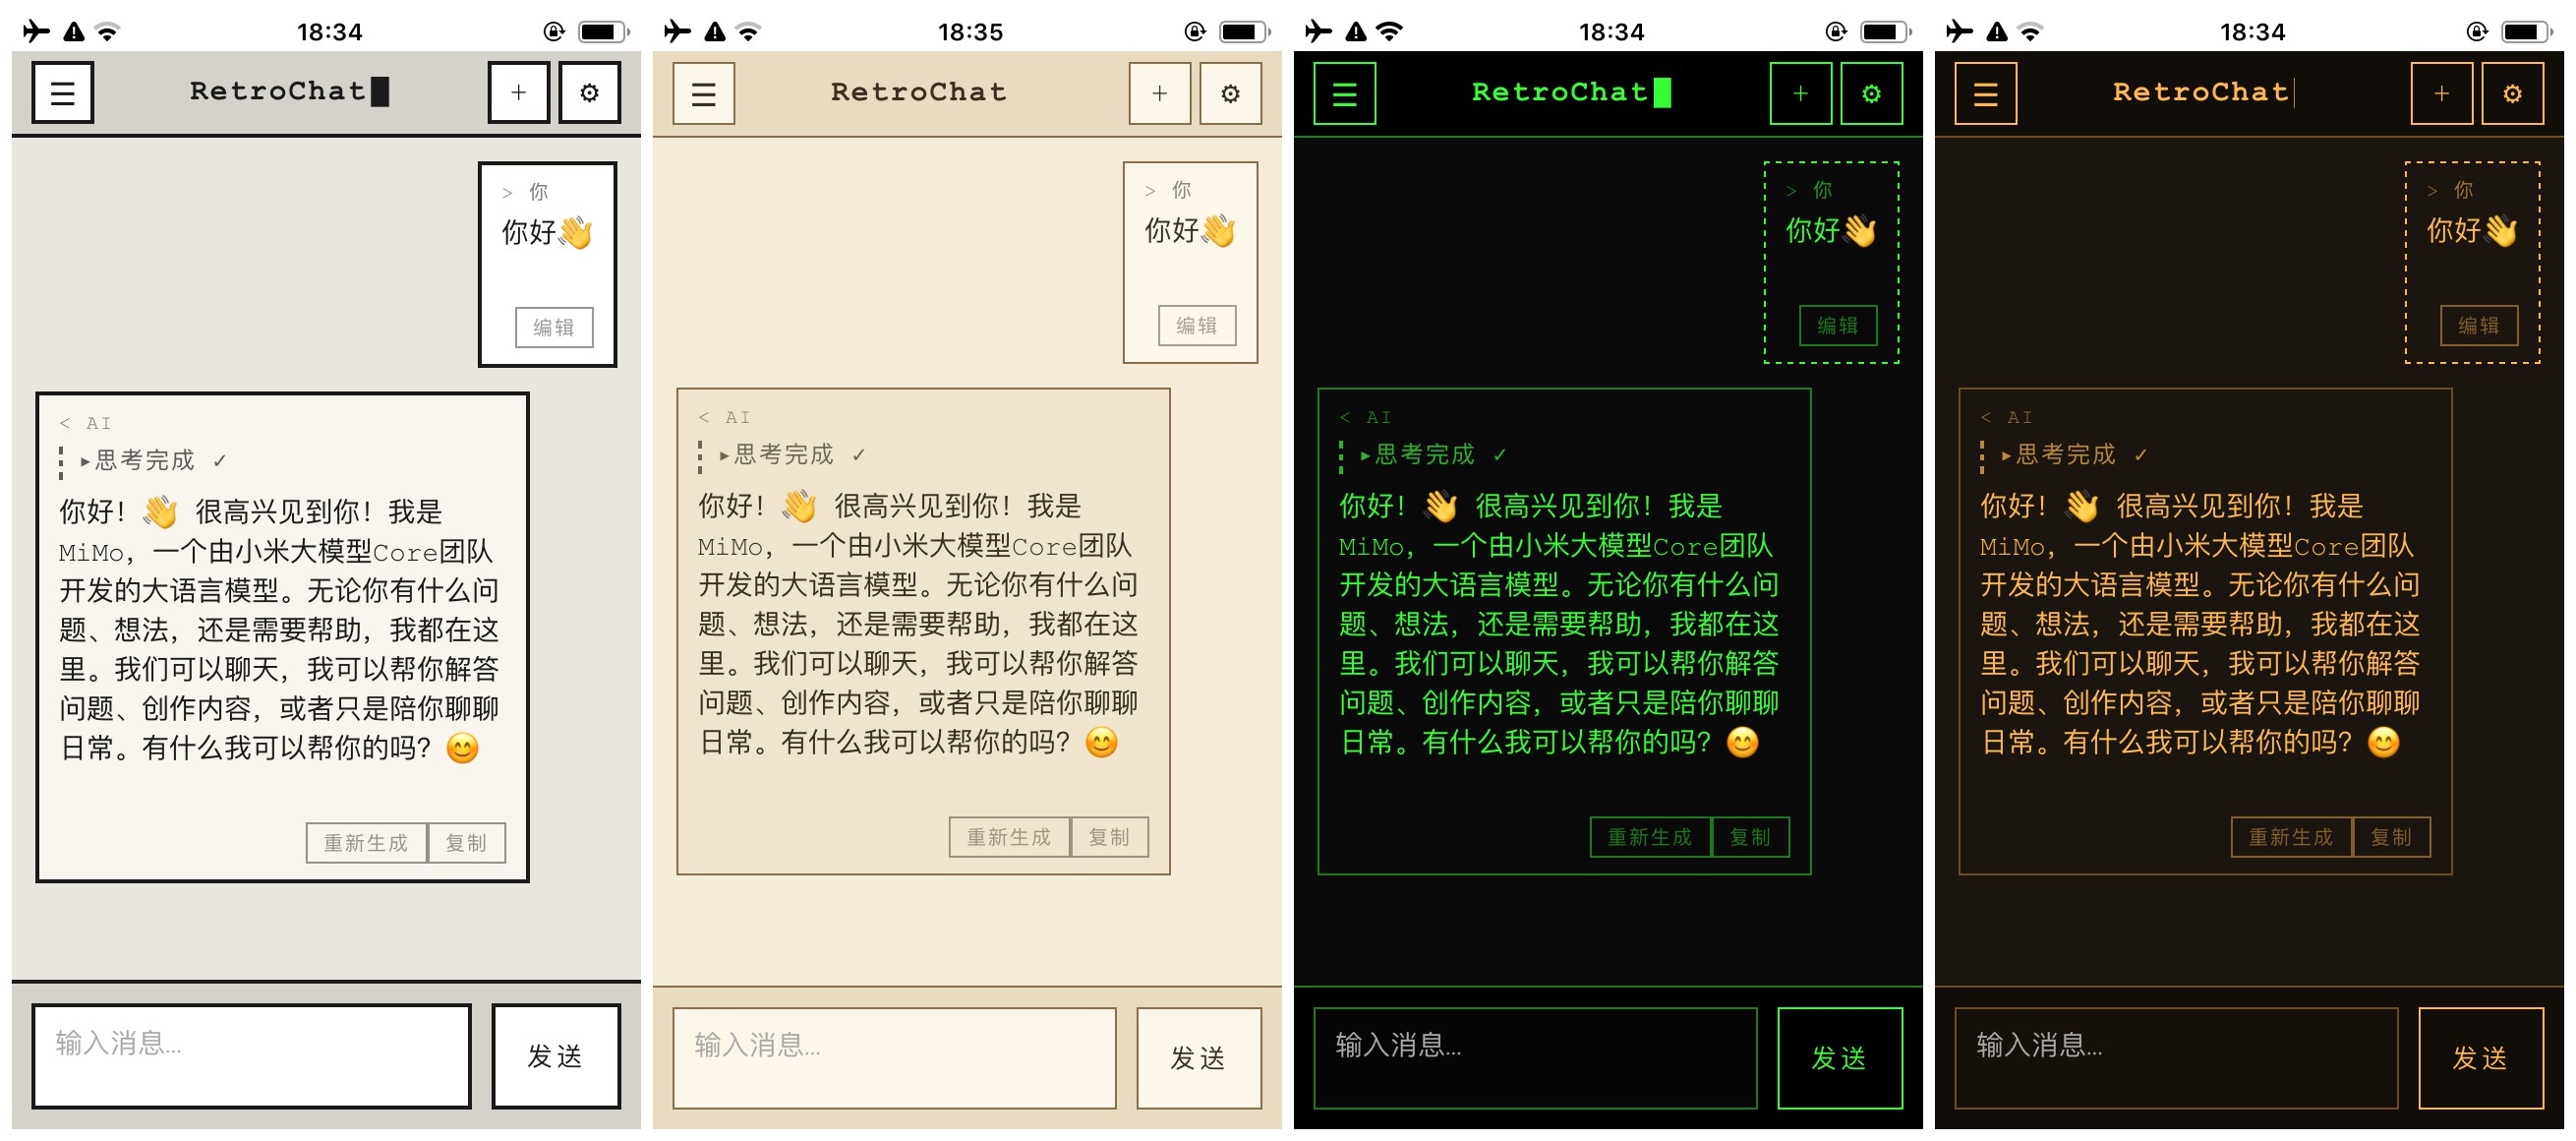 18:34
RetroChat
> 你
你好👋
编辑
< AI
▸思考完成 ✓
你好！👋 很高兴见到你！我是
MiMo，一个由小米大模型Core团队
开发的大语言模型。无论你有什么问
题、想法，还是需要帮助，我都在这
里。我们可以聊天，我可以帮你解答
问题、创作内容，或者只是陪你聊聊
日常。有什么我可以帮你的吗？😊
重新生成 复制
输入消息...
发送
18:35
RetroChat
> 你
你好👋
编辑
< AI
▸思考完成 ✓
你好！👋 很高兴见到你！我是
MiMo，一个由小米大模型Core团队
开发的大语言模型。无论你有什么问
题、想法，还是需要帮助，我都在这
里。我们可以聊天，我可以帮你解答
问题、创作内容，或者只是陪你聊聊
日常。有什么我可以帮你的吗？😊
重新生成 复制
输入消息...
发送
18:34
RetroChat
> 你
你好👋
编辑
< AI
▸思考完成 ✓
你好！👋 很高兴见到你！我是
MiMo，一个由小米大模型Core团队
开发的大语言模型。无论你有什么问
题、想法，还是需要帮助，我都在这
里。我们可以聊天，我可以帮你解答
问题、创作内容，或者只是陪你聊聊
日常。有什么我可以帮你的吗？😊
重新生成 复制
输入消息...
发送
18:34
RetroChat
> 你
你好👋
编辑
< AI
▸思考完成 ✓
你好！👋 很高兴见到你！我是
MiMo，一个由小米大模型Core团队
开发的大语言模型。无论你有什么问
题、想法，还是需要帮助，我都在这
里。我们可以聊天，我可以帮你解答
问题、创作内容，或者只是陪你聊聊
日常。有什么我可以帮你的吗？😊
重新生成 复制
输入消息...
发送